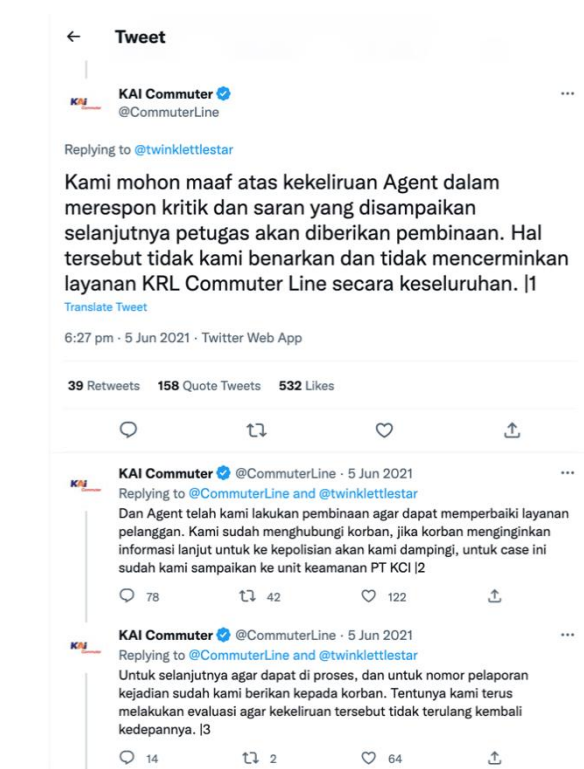 Tweet
KAI Commuter
@CommuterLine
Replying to @twinklettlestar
Kami mohon maaf atas kekeliruan Agent dalam
merespon kritik dan saran yang disampaikan
selanjutnya petugas akan diberikan pembinaan. Hal
tersebut tidak kami benarkan dan tidak mencerminkan
layanan KRL Commuter Line secara keseluruhan. |1
Translate Tweet
6:27 pm · 5 Jun 2021 · Twitter Web App
39 Retweets 158 Quote Tweets 532 Likes
KAI Commuter @CommuterLine · 5 Jun 2021
Replying to @CommuterLine and @twinklettlestar
Dan Agent telah kami lakukan pembinaan agar dapat memperbaiki layanan
pelanggan. Kami sudah menghubungi korban, jika korban menginginkan
informasi lanjut untuk ke kepolisian akan kami dampingi, untuk case ini
sudah kami sampaikan ke unit keamanan PT KCI |2
78 42 122
KAI Commuter @CommuterLine · 5 Jun 2021
Replying to @CommuterLine and @twinklettlestar
Untuk selanjutnya agar dapat di proses, dan untuk nomor pelaporan
kejadian sudah kami berikan kepada korban. Tentunya kami terus
melakukan evaluasi agar kekeliruan tersebut tidak terulang kembali
kedepannya. |3
14 2 64